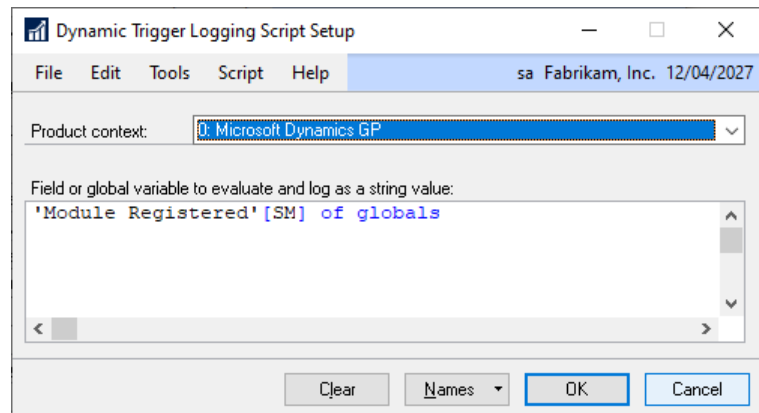 Dynamic Trigger Logging Script Setup
File Edit Tools Script Help sa Fabrikam, Inc. 12/04/2027
Product context: 0: Microsoft Dynamics GP
Field or global variable to evaluate and log as a string value:
'Module Registered'[SM] of globals
Clear Names OK Cancel